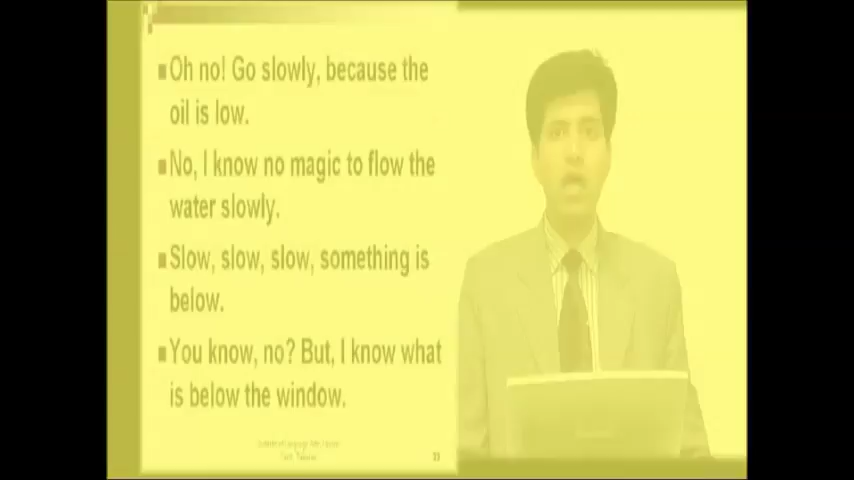 Oh no! Go slowly, because the
oil is low.
No, I know no magic to flow the
water slowly.
Slow, slow, slow, something is
below.
You know, no? But, I know what
is below the window.
33